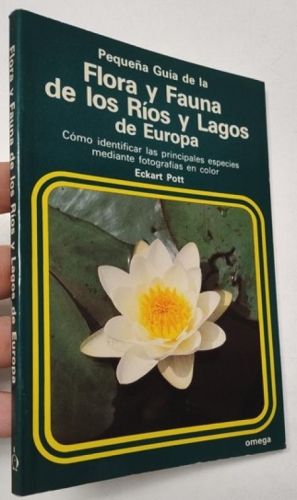 Pequeña Guía de la
Flora y Fauna
de los Ríos y Lagos
de Europa
Cómo identificar las principales especies
mediante fotografías en color
Eckart Pott
omega
Flora y Fauna de los Ríos y Lagos de Europa